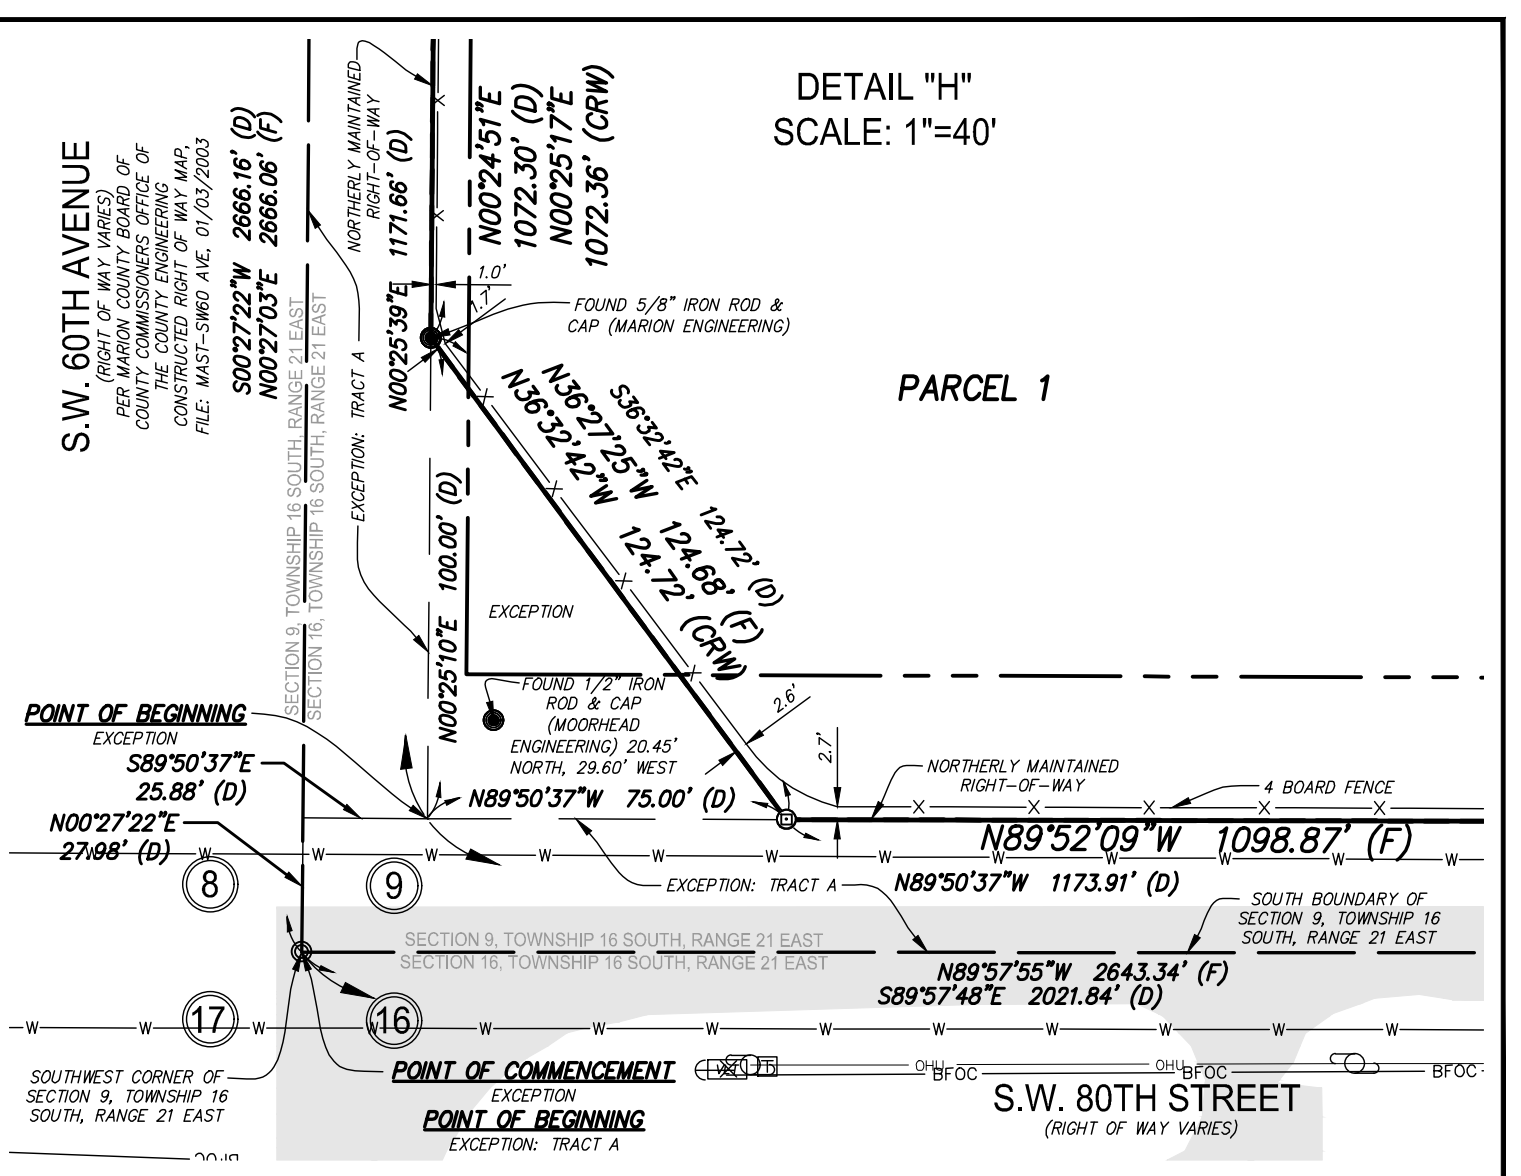 DETAIL "H"
SCALE: 1"=40'
S.W. 60TH AVENUE
(RIGHT OF WAY VARIES)
PER MARION COUNTY BOARD OF
COUNTY COMMISSIONERS OFFICE OF
THE COUNTY ENGINEERING
CONSTRUCTED RIGHT OF WAY MAP,
FILE: MAST-SW60 AVE, 01/03/2003
S00°27'22"W 2666.16' (D)
N00°27'03"E 2666.06' (F)
SECTION 9, TOWNSHIP 16 SOUTH, RANGE 21 EAST
SECTION 16, TOWNSHIP 16 SOUTH, RANGE 21 EAST
NORTHERLY MAINTAINED
RIGHT-OF-WAY
EXCEPTION: TRACT A
N00°25'39"E 1171.66' (D)
N00°24'51"E
1072.30' (D)
N00°25'17"E
1072.36' (CRW)
1.0'
1.7'
FOUND 5/8" IRON ROD &
CAP (MARION ENGINEERING)
PARCEL 1
S36°32'42"E 124.72' (D)
N36°27'25"W 124.68' (F)
N36°32'42"W 124.72' (CRW)
N00°25'10"E 100.00' (D)
EXCEPTION
FOUND 1/2" IRON
ROD & CAP
(MOORHEAD
ENGINEERING) 20.45'
NORTH, 29.60' WEST
2.6'
2.7'
POINT OF BEGINNING
EXCEPTION
S89°50'37"E
25.88' (D)
N00°27'22"E
27.98' (D)
N89°50'37"W 75.00' (D)
NORTHERLY MAINTAINED
RIGHT-OF-WAY
4 BOARD FENCE
N89°52'09"W 1098.87' (F)
W W W W W W W W W W W W W
8
9
EXCEPTION: TRACT A
N89°50'37"W 1173.91' (D)
SOUTH BOUNDARY OF
SECTION 9, TOWNSHIP 16
SOUTH, RANGE 21 EAST
SECTION 9, TOWNSHIP 16 SOUTH, RANGE 21 EAST
SECTION 16, TOWNSHIP 16 SOUTH, RANGE 21 EAST
N89°57'55"W 2643.34' (F)
S89°57'48"E 2021.84' (D)
17
16
W W W W W W W W W W W W W
SOUTHWEST CORNER OF
SECTION 9, TOWNSHIP 16
SOUTH, RANGE 21 EAST
POINT OF COMMENCEMENT
EXCEPTION
POINT OF BEGINNING
EXCEPTION: TRACT A
OHU OHU
BFOC BFOC BFOC
S.W. 80TH STREET
(RIGHT OF WAY VARIES)